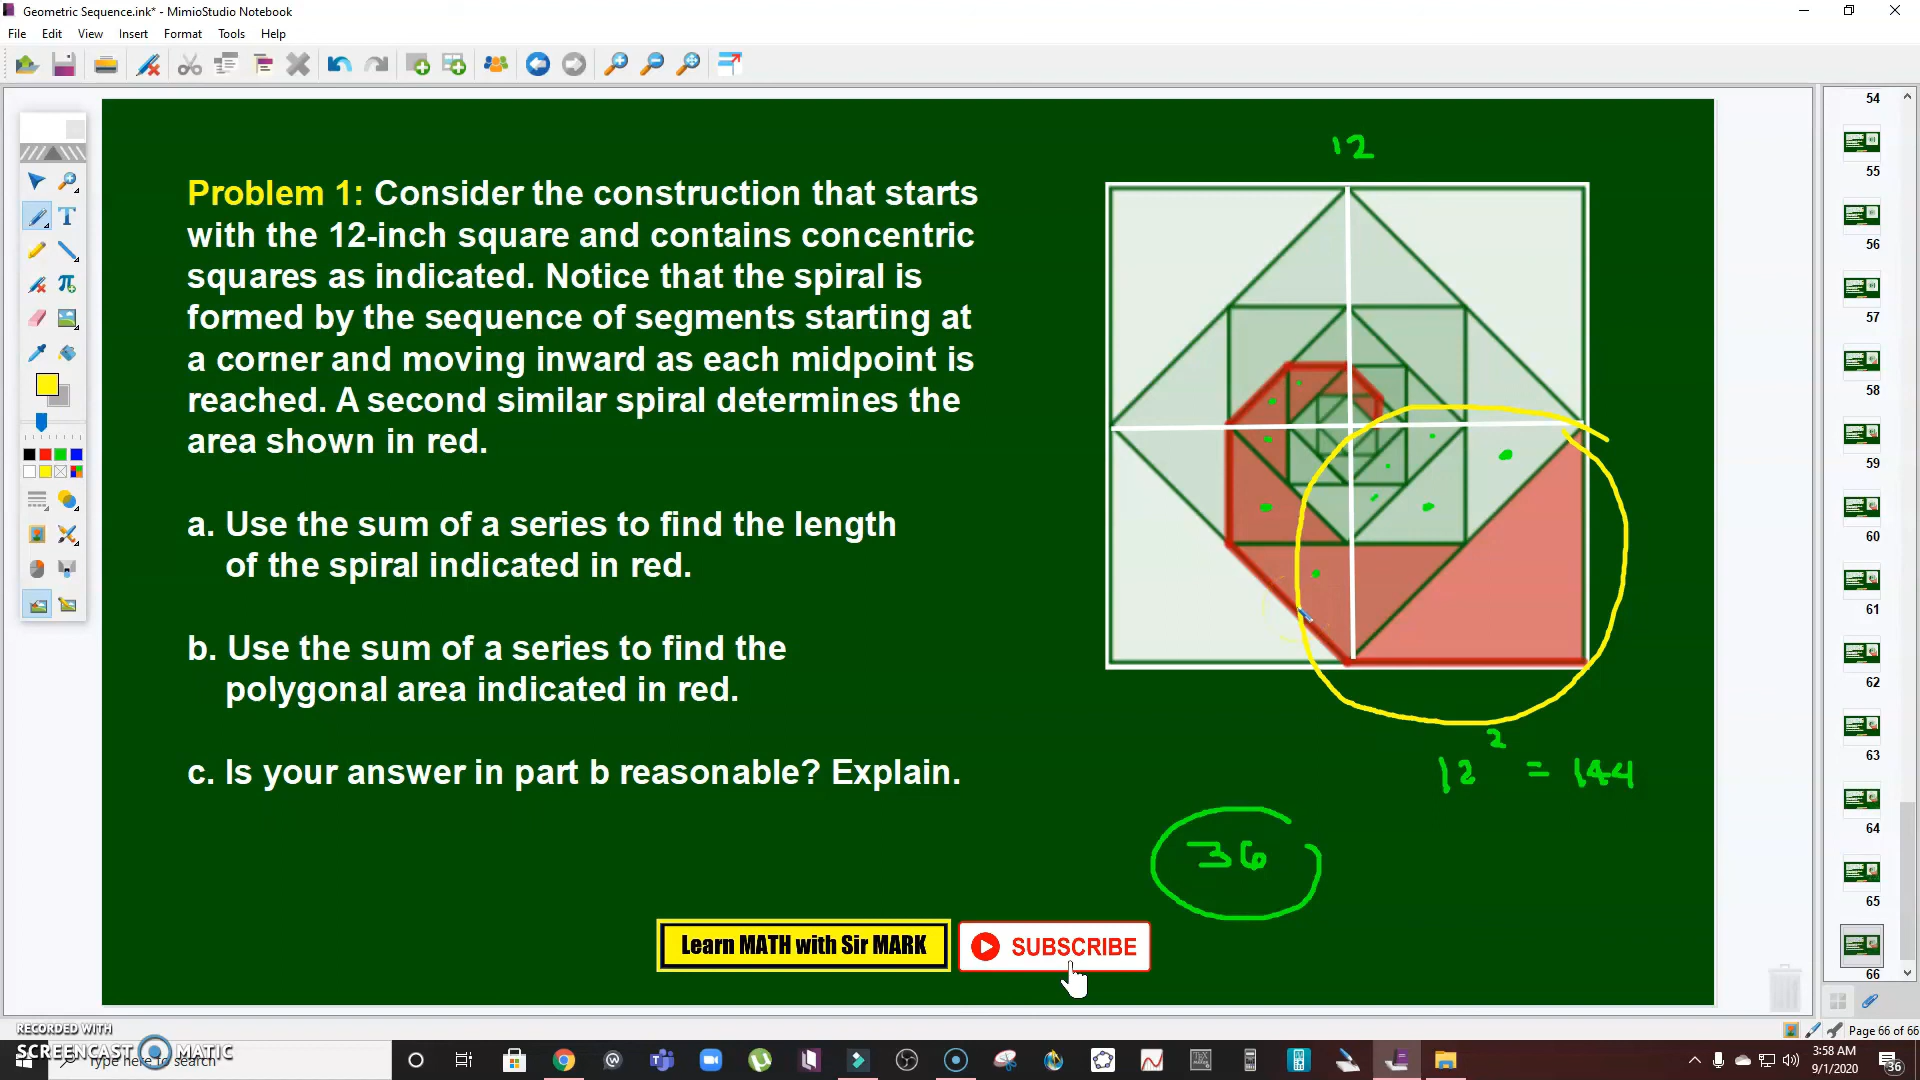 Geometric Sequence.ink* - MimioStudio Notebook
File Edit View Insert Format Tools Help
54
55
56
57
58
59
60
61
62
63
64
65
66
12
Problem 1: Consider the construction that starts
with the 12-inch square and contains concentric
squares as indicated. Notice that the spiral is
formed by the sequence of segments starting at
a corner and moving inward as each midpoint is
reached. A second similar spiral determines the
area shown in red.
a. Use the sum of a series to find the length
of the spiral indicated in red.
b. Use the sum of a series to find the
polygonal area indicated in red.
c. Is your answer in part b reasonable? Explain.
12² = 144
36
Learn MATH with Sir MARK
SUBSCRIBE
Page 66 of 66
RECORDED WITH
SCREENCAST MATIC
Type here to search
3:58 AM
9/1/2020
36